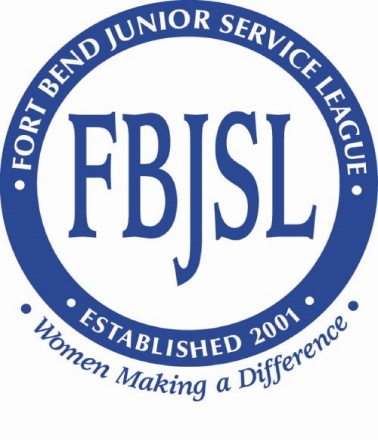 • FORT BEND JUNIOR SERVICE LEAGUE •
FBJSL
• ESTABLISHED 2001 •
• Women Making a Difference •